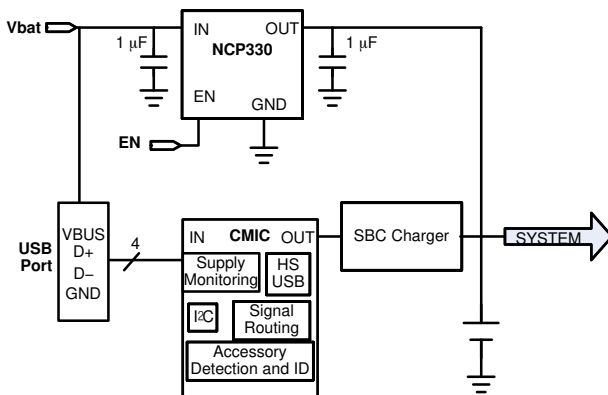 Vbat
IN
OUT
1 µF
NCP330
1 µF
EN
GND
EN
USB
Port
VBUS
D+
D−
GND
4
IN
CMIC
OUT
Supply
Monitoring
HS
USB
I²C
Signal
Routing
Accessory
Detection and ID
SBC Charger
SYSTEM